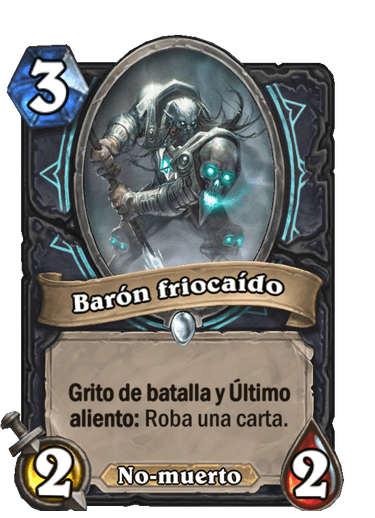 3
Barón friocaído
Grito de batalla y Último
aliento: Roba una carta.
2
No-muerto
2